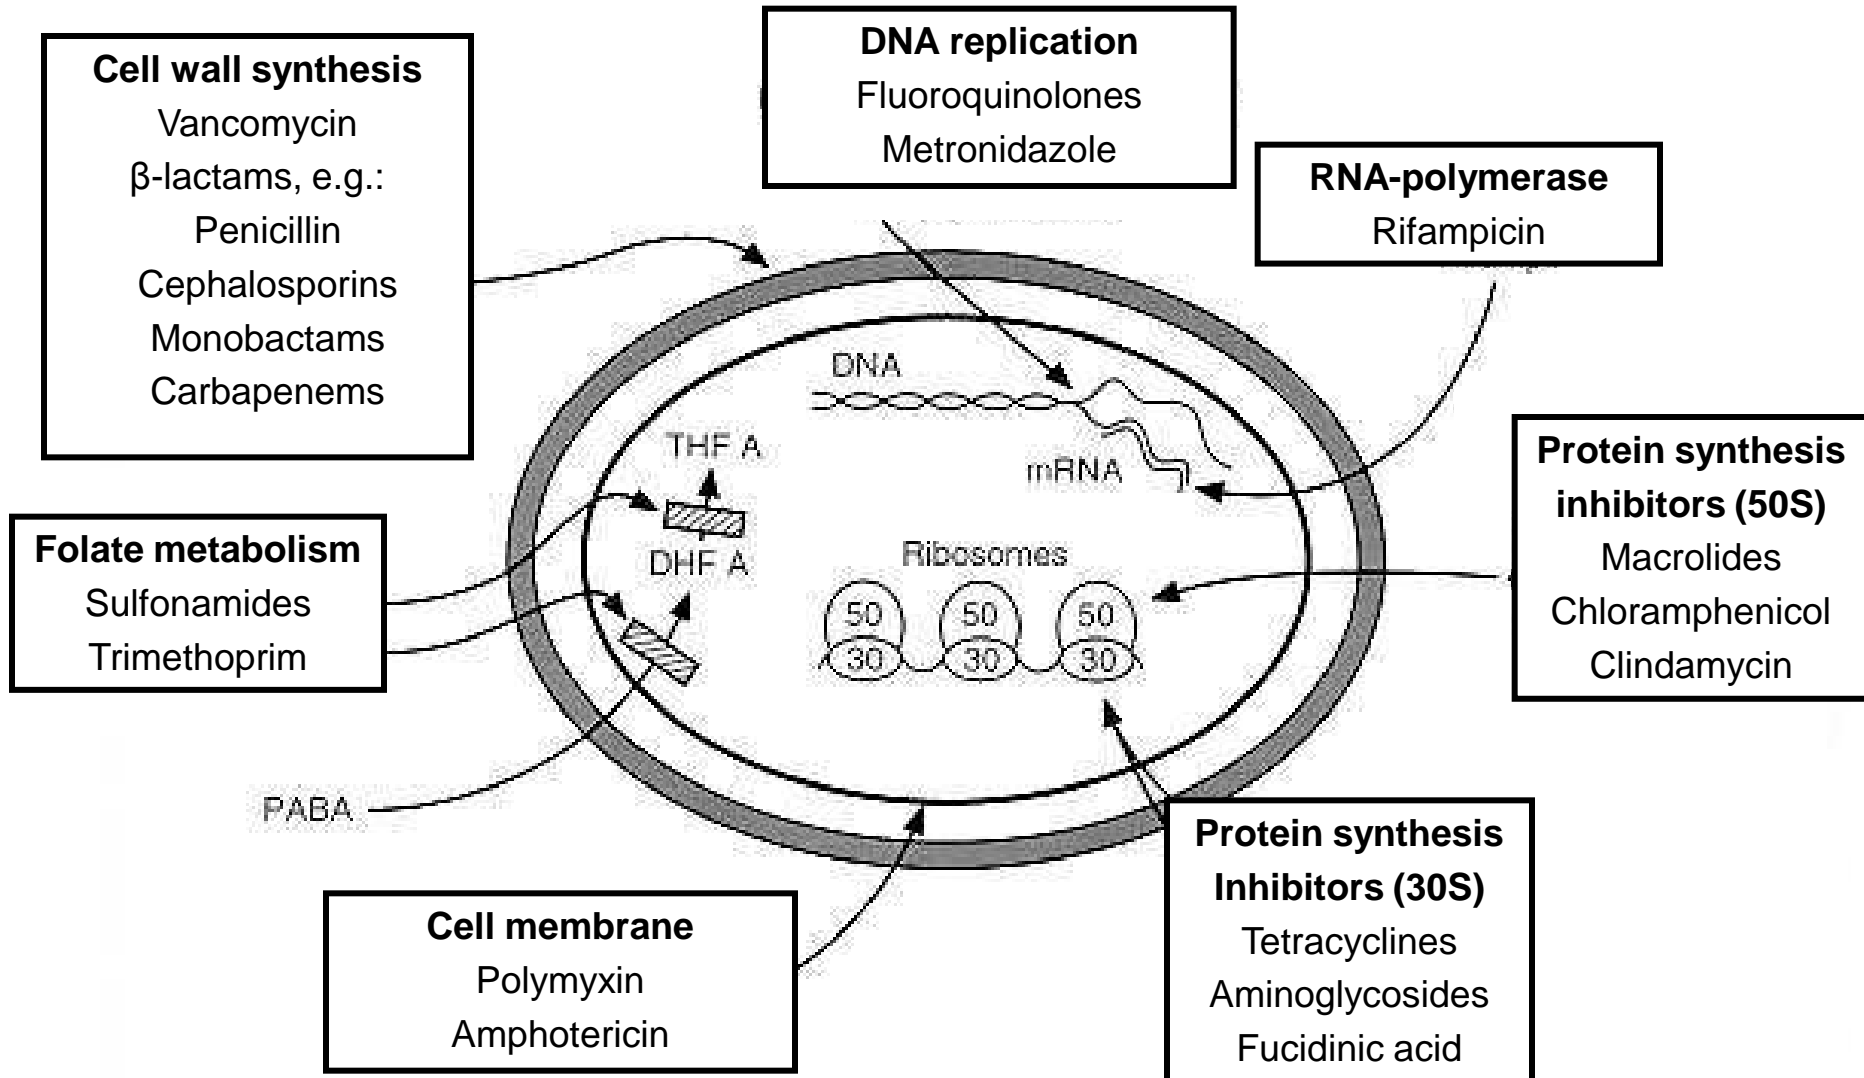 Cell wall synthesis
Vancomycin
β-lactams, e.g.:
Penicillin
Cephalosporins
Monobactams
Carbapenems
DNA replication
Fluoroquinolones
Metronidazole
RNA-polymerase
Rifampicin
DNA
THF A
mRNA
Protein synthesis
inhibitors (50S)
Macrolides
Chloramphenicol
Clindamycin
Folate metabolism
Sulfonamides
Trimethoprim
DHF A
Ribosomes
50 50 50
30 30 30
PABA
Cell membrane
Polymyxin
Amphotericin
Protein synthesis
Inhibitors (30S)
Tetracyclines
Aminoglycosides
Fucidinic acid